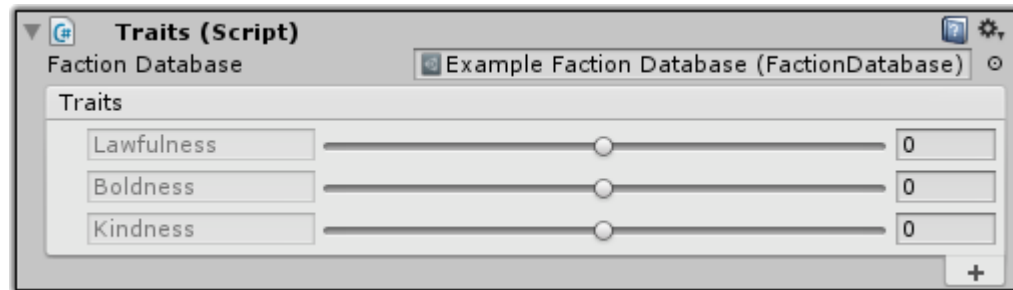 Traits (Script)
Faction Database Example Faction Database (FactionDatabase)
Traits
Lawfulness 0
Boldness 0
Kindness 0
+